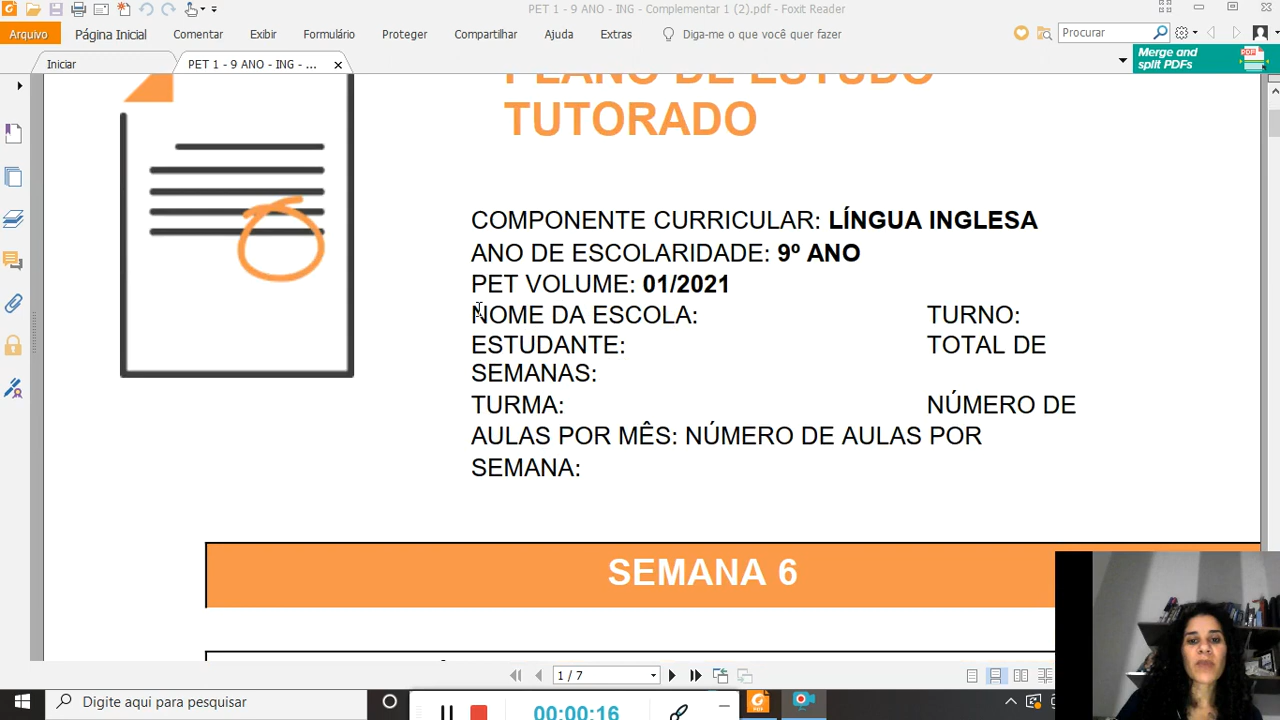 PET 1 - 9 ANO - ING - Complementar 1 (2).pdf - Foxit Reader
Arquivo Página Inicial Comentar Exibir Formulário Proteger Compartilhar Ajuda Extras Diga-me o que você quer fazer Procurar
Iniciar PET 1 - 9 ANO - ING - ... Merge and split PDFs
PLANO DE ESTUDO
TUTORADO
COMPONENTE CURRICULAR: LÍNGUA INGLESA
ANO DE ESCOLARIDADE: 9º ANO
PET VOLUME: 01/2021
NOME DA ESCOLA: TURNO:
ESTUDANTE: TOTAL DE
SEMANAS:
TURMA: NÚMERO DE
AULAS POR MÊS: NÚMERO DE AULAS POR
SEMANA:
SEMANA 6
1 / 7
Digite aqui para pesquisar
00:00:16